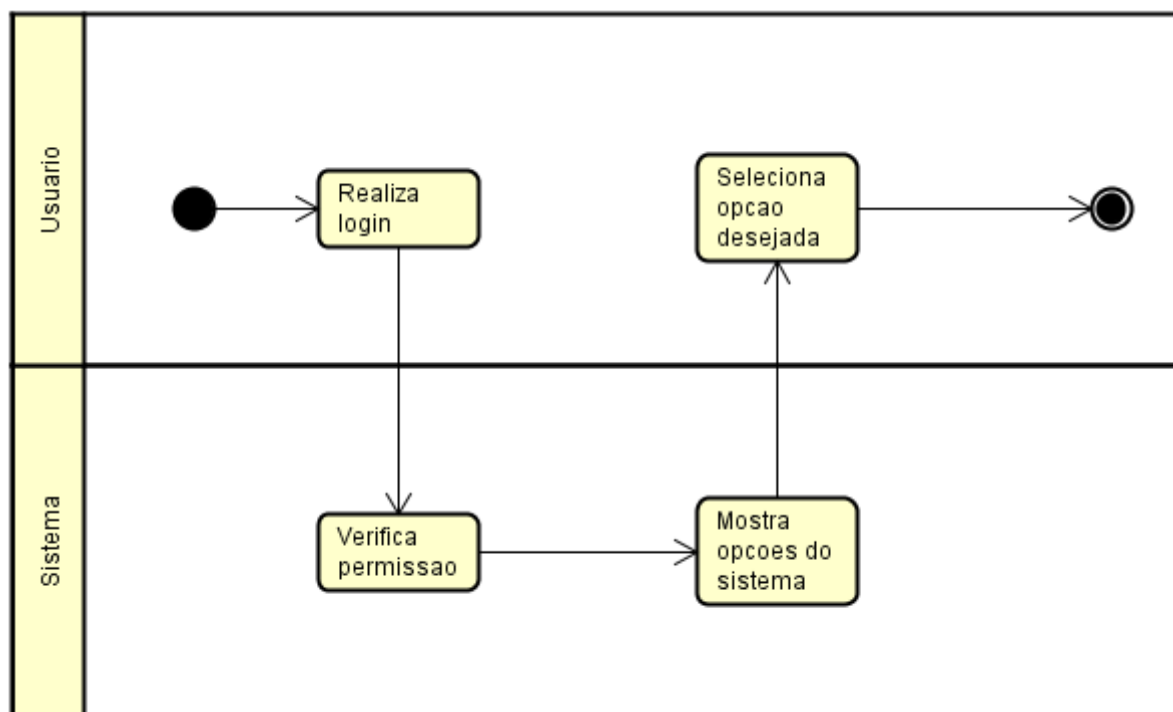 Usuario
Realiza
login
Seleciona
opcao
desejada
Sistema
Verifica
permissao
Mostra
opcoes do
sistema